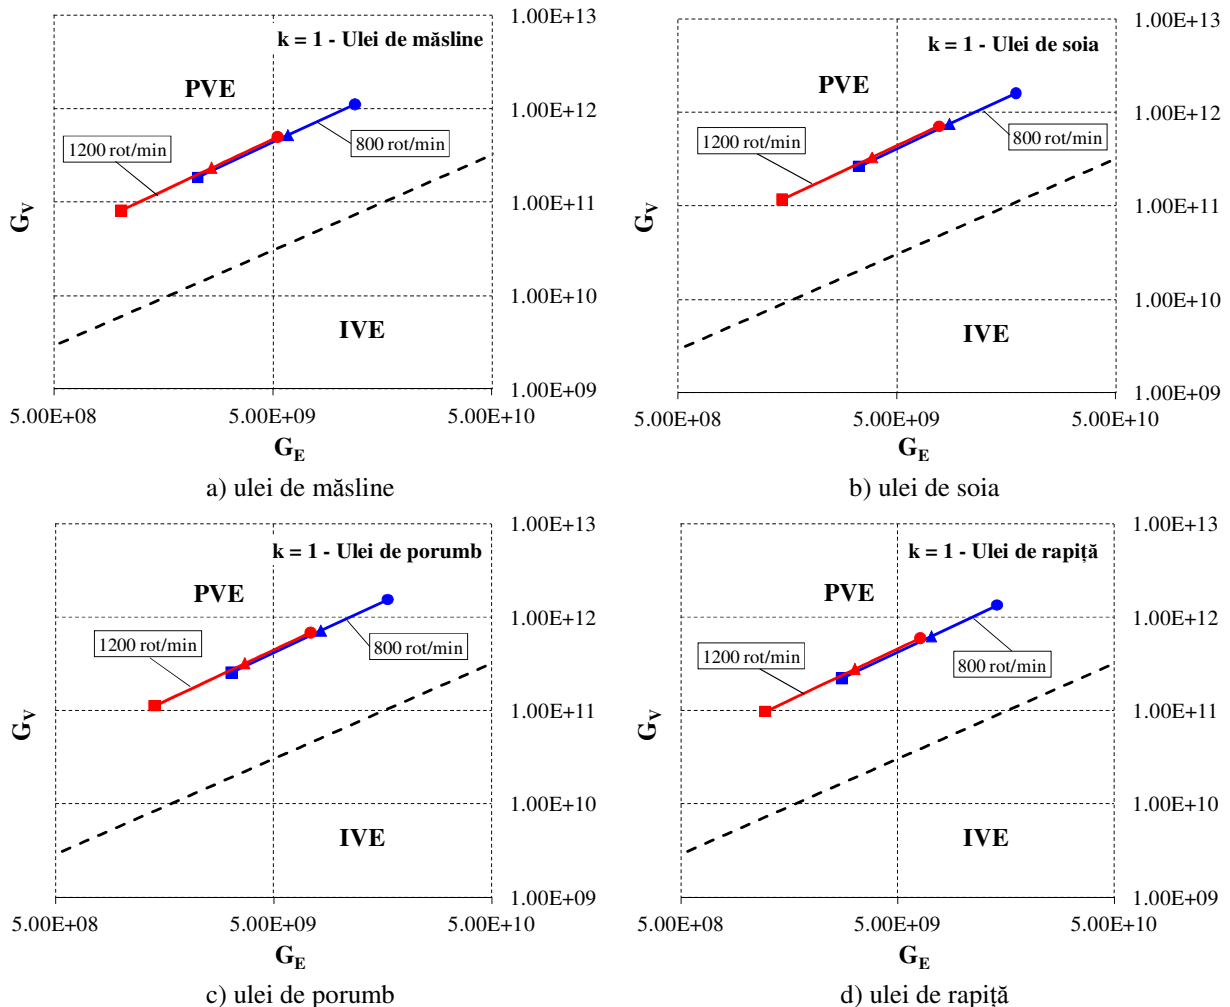 k = 1 - Ulei de măsline
PVE
1200 rot/min
800 rot/min
IVE
G_V
1.00E+13
1.00E+12
1.00E+11
1.00E+10
1.00E+09
5.00E+08
5.00E+09
5.00E+10
G_E
a) ulei de măsline
k = 1 - Ulei de soia
PVE
1200 rot/min
800 rot/min
IVE
G_V
1.00E+13
1.00E+12
1.00E+11
1.00E+10
1.00E+09
5.00E+08
5.00E+09
5.00E+10
G_E
b) ulei de soia
k = 1 - Ulei de porumb
PVE
1200 rot/min
800 rot/min
IVE
G_V
1.00E+13
1.00E+12
1.00E+11
1.00E+10
1.00E+09
5.00E+08
5.00E+09
5.00E+10
G_E
c) ulei de porumb
k = 1 - Ulei de rapiță
PVE
1200 rot/min
800 rot/min
IVE
G_V
1.00E+13
1.00E+12
1.00E+11
1.00E+10
1.00E+09
5.00E+08
5.00E+09
5.00E+10
G_E
d) ulei de rapiță